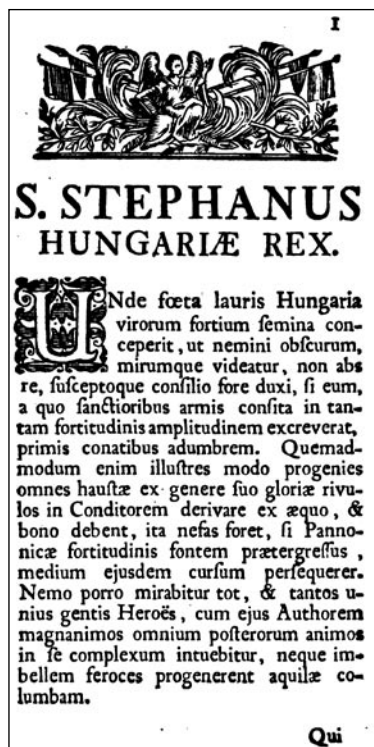 I
S. STEPHANUS
HUNGARIÆ REX.
UNde fœta lauris Hungaria
virorum fortium ſemina con-
ceperit, ut nemini obſcurum,
mirumque videatur, non abs
re, ſuſceptoque conſilio fore duxi, ſi eum,
a quo ſanctioribus armis conſita in tan-
tam fortitudinis amplitudinem excreverat,
primis conatibus adumbrem. Quemad-
modum enim illuſtres modo progenies
omnes hauſtæ ex genere ſuo gloriæ rivu-
los in Conditorem derivare ex æquo, &
bono debent, ita nefas foret, ſi Panno-
nicæ fortitudinis fontem prætergreſſus,
medium ejusdem curſum perſequerer.
Nemo porro mirabitur tot, & tantos u-
nius gentis Heroës, cum ejus Authorem
magnanimos omnium poſterorum animos
in ſe complexum intuebitur, neque im-
bellem feroces progenerent aquilæ co-
lumbam.
Qui